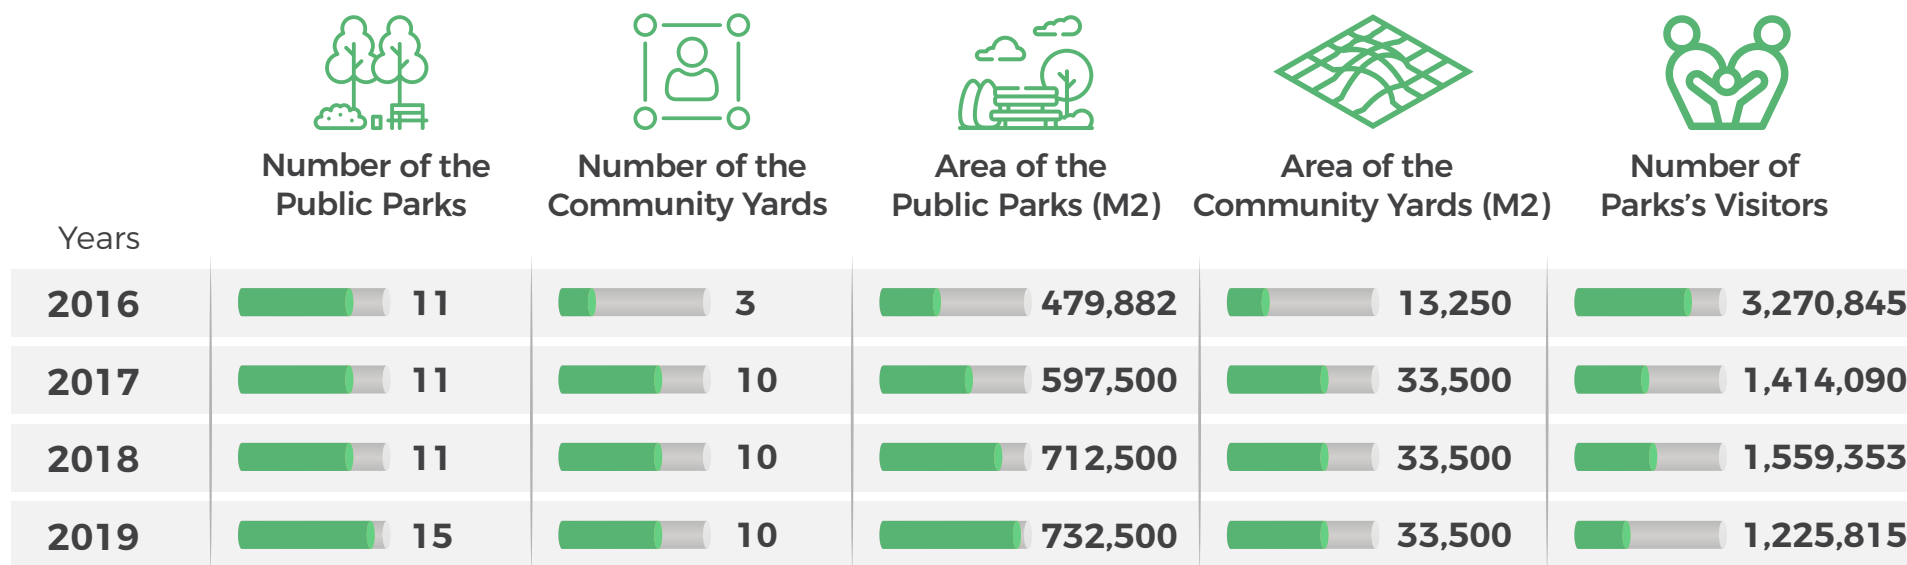 Number of the
Public Parks
Number of the
Community Yards
Area of the
Public Parks (M2)
Area of the
Community Yards (M2)
Number of
Parks's Visitors
Years
2016 11 3 479,882 13,250 3,270,845
2017 11 10 597,500 33,500 1,414,090
2018 11 10 712,500 33,500 1,559,353
2019 15 10 732,500 33,500 1,225,815